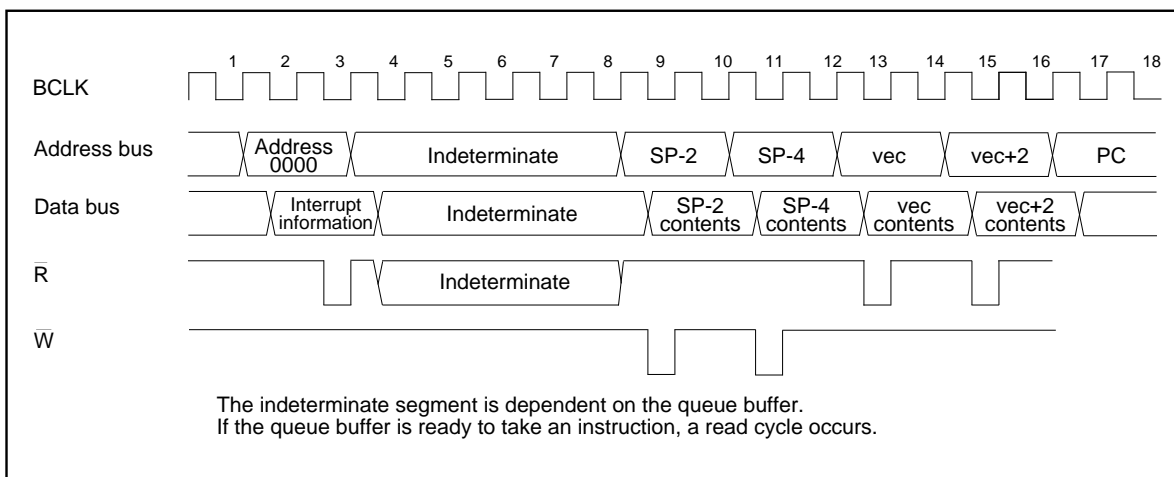 1 2 3 4 5 6 7 8 9 10 11 12 13 14 15 16 17 18
BCLK
Address bus
Address
0000
Indeterminate
SP-2
SP-4
vec
vec+2
PC
Data bus
Interrupt
information
Indeterminate
SP-2
contents
SP-4
contents
vec
contents
vec+2
contents
R̅
Indeterminate
W̅
The indeterminate segment is dependent on the queue buffer.
If the queue buffer is ready to take an instruction, a read cycle occurs.